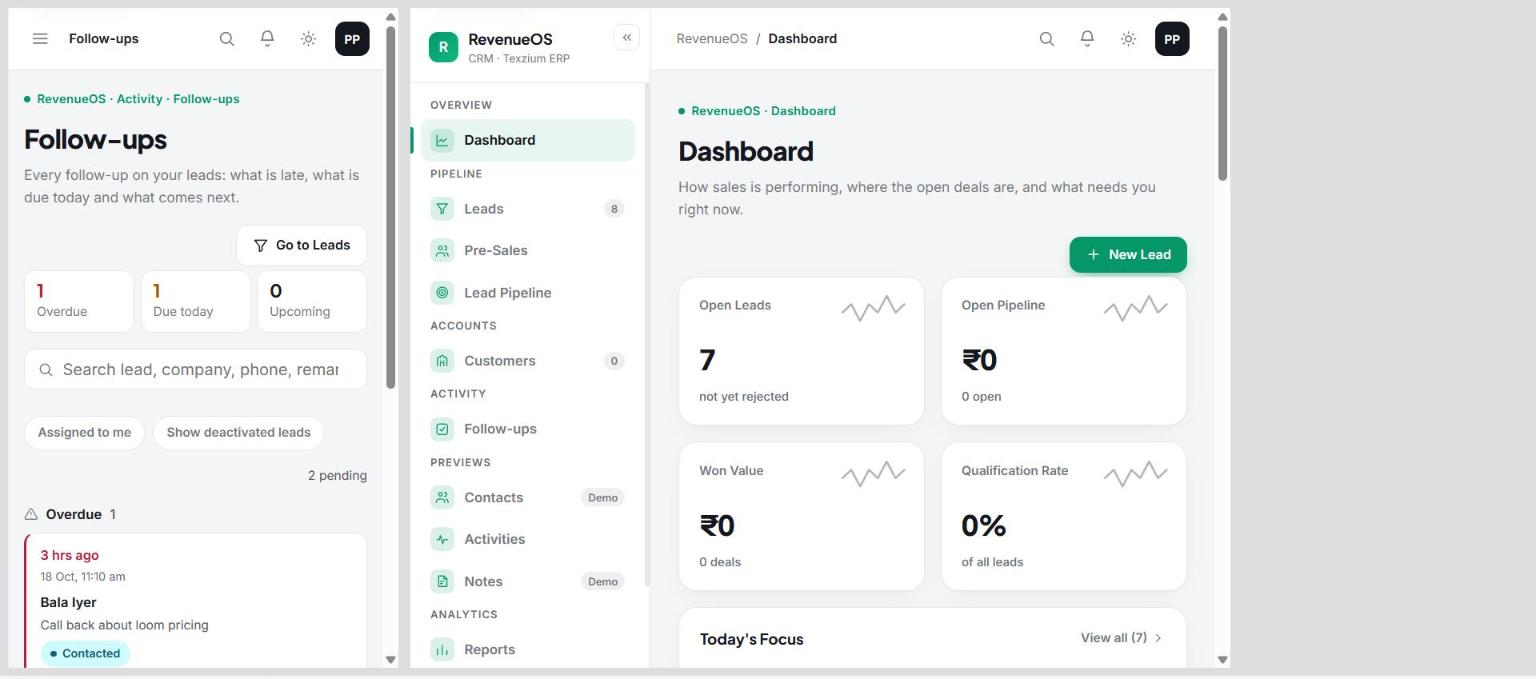 Follow-ups
PP
RevenueOS · Activity · Follow-ups
Follow-ups
Every follow-up on your leads: what is late, what is
due today and what comes next.
Go to Leads
1
Overdue
1
Due today
0
Upcoming
Search lead, company, phone, remar
Assigned to me
Show deactivated leads
2 pending
Overdue 1
3 hrs ago
18 Oct, 11:10 am
Bala Iyer
Call back about loom pricing
Contacted
R
RevenueOS
CRM · Texzium ERP
OVERVIEW
Dashboard
PIPELINE
Leads 8
Pre-Sales
Lead Pipeline
ACCOUNTS
Customers 0
ACTIVITY
Follow-ups
PREVIEWS
Contacts Demo
Activities
Notes Demo
ANALYTICS
Reports
RevenueOS / Dashboard
PP
RevenueOS · Dashboard
Dashboard
How sales is performing, where the open deals are, and what needs you
right now.
New Lead
Open Leads
7
not yet rejected
Open Pipeline
₹0
0 open
Won Value
₹0
0 deals
Qualification Rate
0%
of all leads
Today's Focus
View all (7)